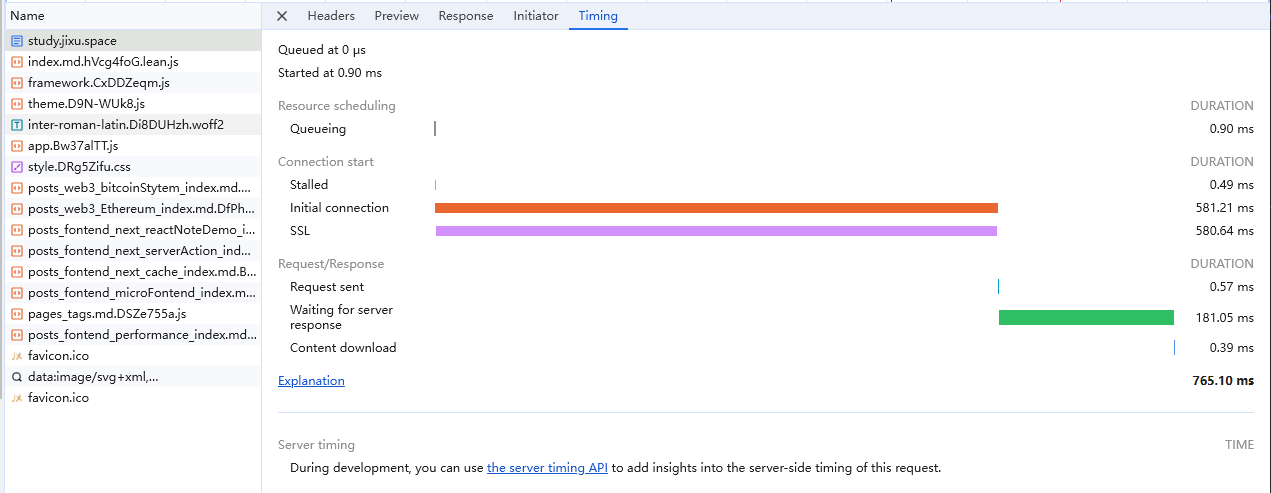 Name
study.jixu.space
index.md.hVcg4foG.lean.js
framework.CxDDZeqm.js
theme.D9N-WUk8.js
inter-roman-latin.Di8DUHzh.woff2
app.Bw37alTT.js
style.DRg5Zifu.css
posts_web3_bitcoinStytem_index.md....
posts_web3_Ethereum_index.md.DfPh...
posts_fontend_next_reactNoteDemo_i...
posts_fontend_next_serverAction_ind...
posts_fontend_next_cache_index.md.B...
posts_fontend_microFontend_index.m...
pages_tags.md.DSZe755a.js
posts_fontend_performance_index.md...
favicon.ico
data:image/svg+xml,...
favicon.ico
Headers Preview Response Initiator Timing
Queued at 0 μs
Started at 0.90 ms
Resource scheduling DURATION
Queueing 0.90 ms
Connection start DURATION
Stalled 0.49 ms
Initial connection 581.21 ms
SSL 580.64 ms
Request/Response DURATION
Request sent 0.57 ms
Waiting for server
response 181.05 ms
Content download 0.39 ms
Explanation 765.10 ms
Server timing TIME
During development, you can use the server timing API to add insights into the server-side timing of this request.